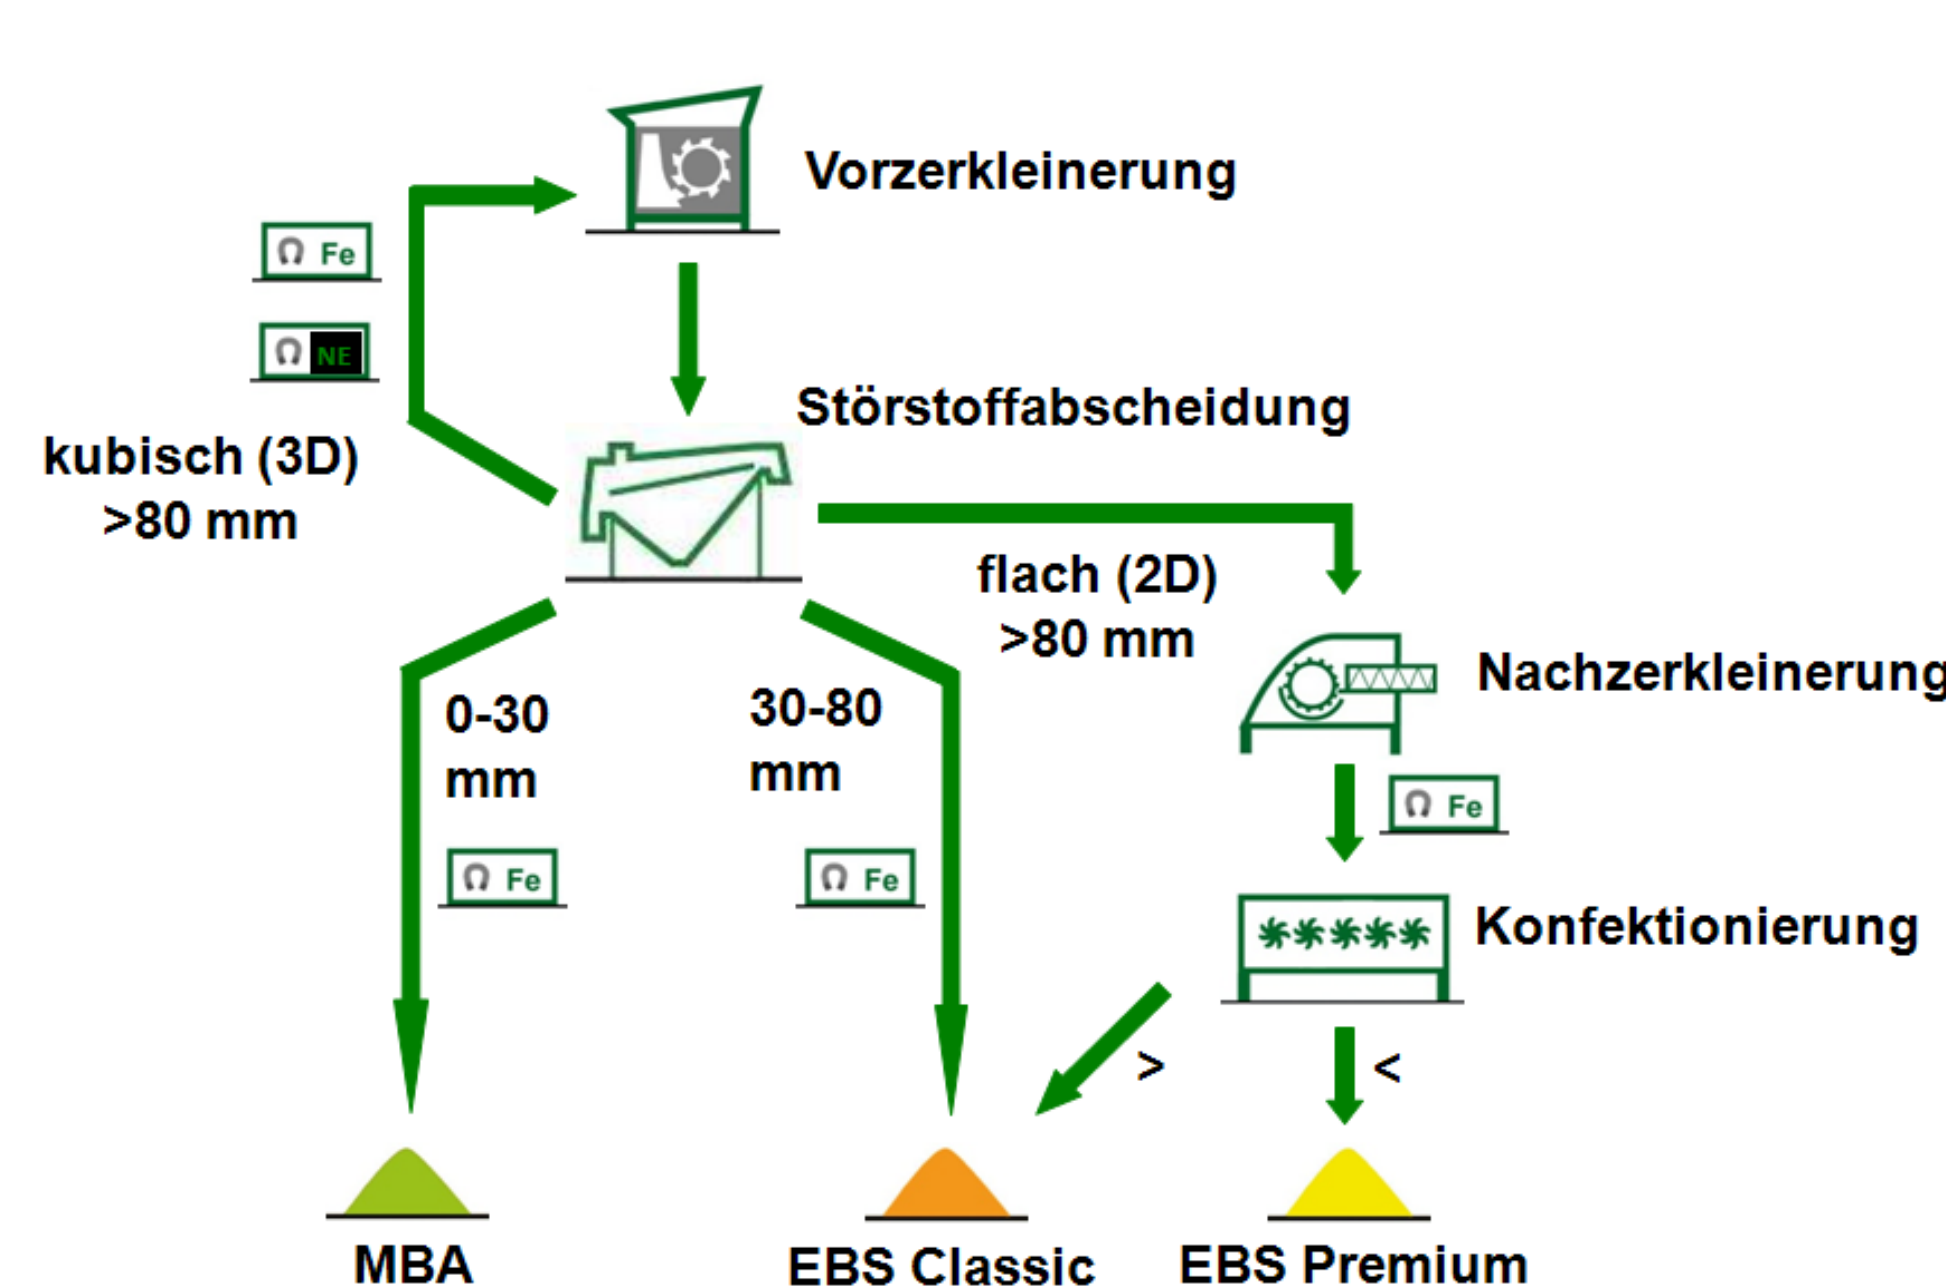 Vorzerkleinerung
Fe
NE
Störstoffabscheidung
kubisch (3D)
>80 mm
flach (2D)
>80 mm
Nachzerkleinerung
0-30
mm
30-80
mm
Fe
Fe
Fe
Konfektionierung
>
<
MBA
EBS Classic
EBS Premium